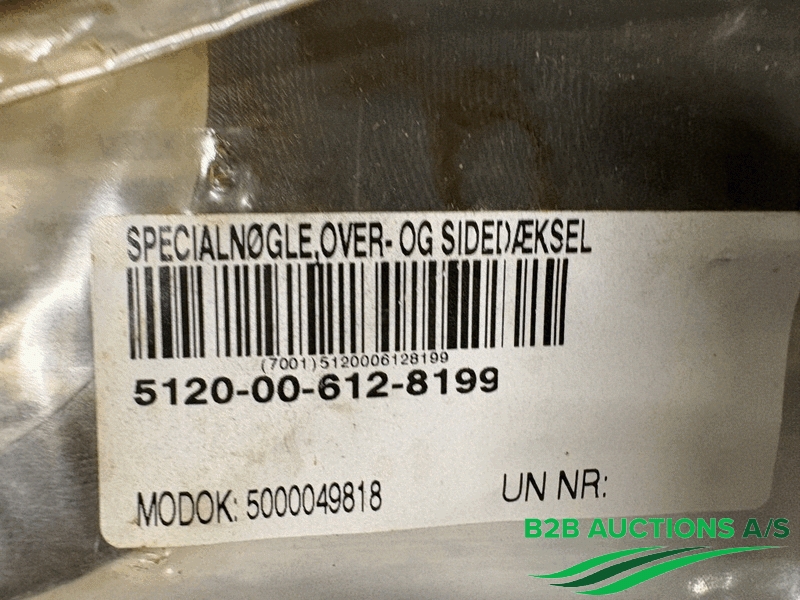 SPECIALNØGLE,OVER- OG SIDEDÆKSEL
(7001)5120006128199
5120-00-612-8199
MODOK: 5000049818
UN NR:
B2B AUCTIONS A/S